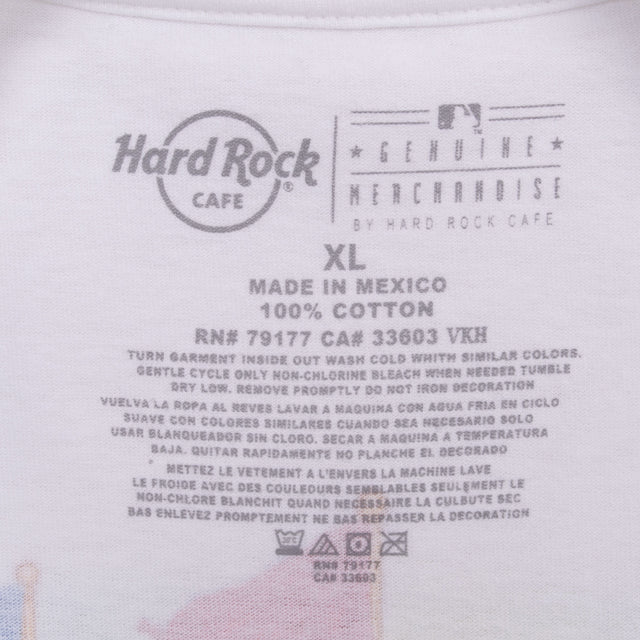 Hard Rock ®
CAFE
GENUINE
MERCHANDISE
BY HARD ROCK CAFE
XL
MADE IN MEXICO
100% COTTON
RN# 79177 CA# 33603 VKH
TURN GARMENT INSIDE OUT WASH COLD WHITH SIMILAR COLORS.
GENTLE CYCLE ONLY NON-CHLORINE BLEACH WHEN NEEDED TUMBLE
DRY LOW. REMOVE PROMPTLY DO NOT IRON DECORATION
VUELVA LA ROPA AL REVES LAVAR A MAQUINA CON AGUA FRIA EN CICLO
SUAVE CON COLORES SIMILARES CUANDO SEA NECESARIO SOLO
USAR BLANQUEADOR SIN CLORO. SECAR A MAQUINA A TEMPERATURA
BAJA. QUITAR RAPIDAMENTE NO PLANCHE EL DECORADO
METTEZ LE VETEMENT A L'ENVERS LA MACHINE LAVE
LE FROIDE AVEC DES COULEURS SEMBLABLES SEULEMENT LE
NON-CHLORE BLANCHIT QUAND NECESSAIRE LA CULBUTE SEC
BAS ENLÉVEZ PROMPTEMENT NE BAS REPASSER LA DECORATION
30°C
RN# 79177
CA# 33603